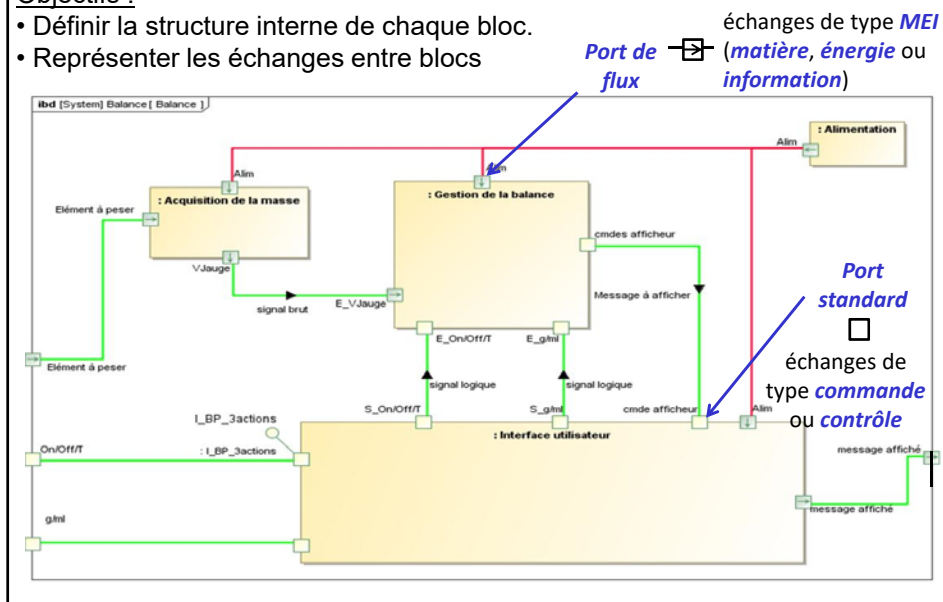 Objectifs :
• Définir la structure interne de chaque bloc.
• Représenter les échanges entre blocs
Port de
flux
échanges de type MEI
(matière, énergie ou
information)
ibd [System] Balance [ Balance ]
: Alimentation
Alim
Alim
Alim
: Acquisition de la masse
: Gestion de la balance
Elément à peser
cmdes afficheur
VJauge
signal brut
E_VJauge
Message à afficher
Port
standard
échanges de
type commande
ou contrôle
E_On/Off/T
E_g/ml
Elément à peser
signal logique
signal logique
I_BP_3actions
S_On/Off/T
S_g/ml
cmde afficheur
Alim
: Interface utilisateur
On/Off/T
: I_BP_3actions
message affiché
message affiché
g/ml